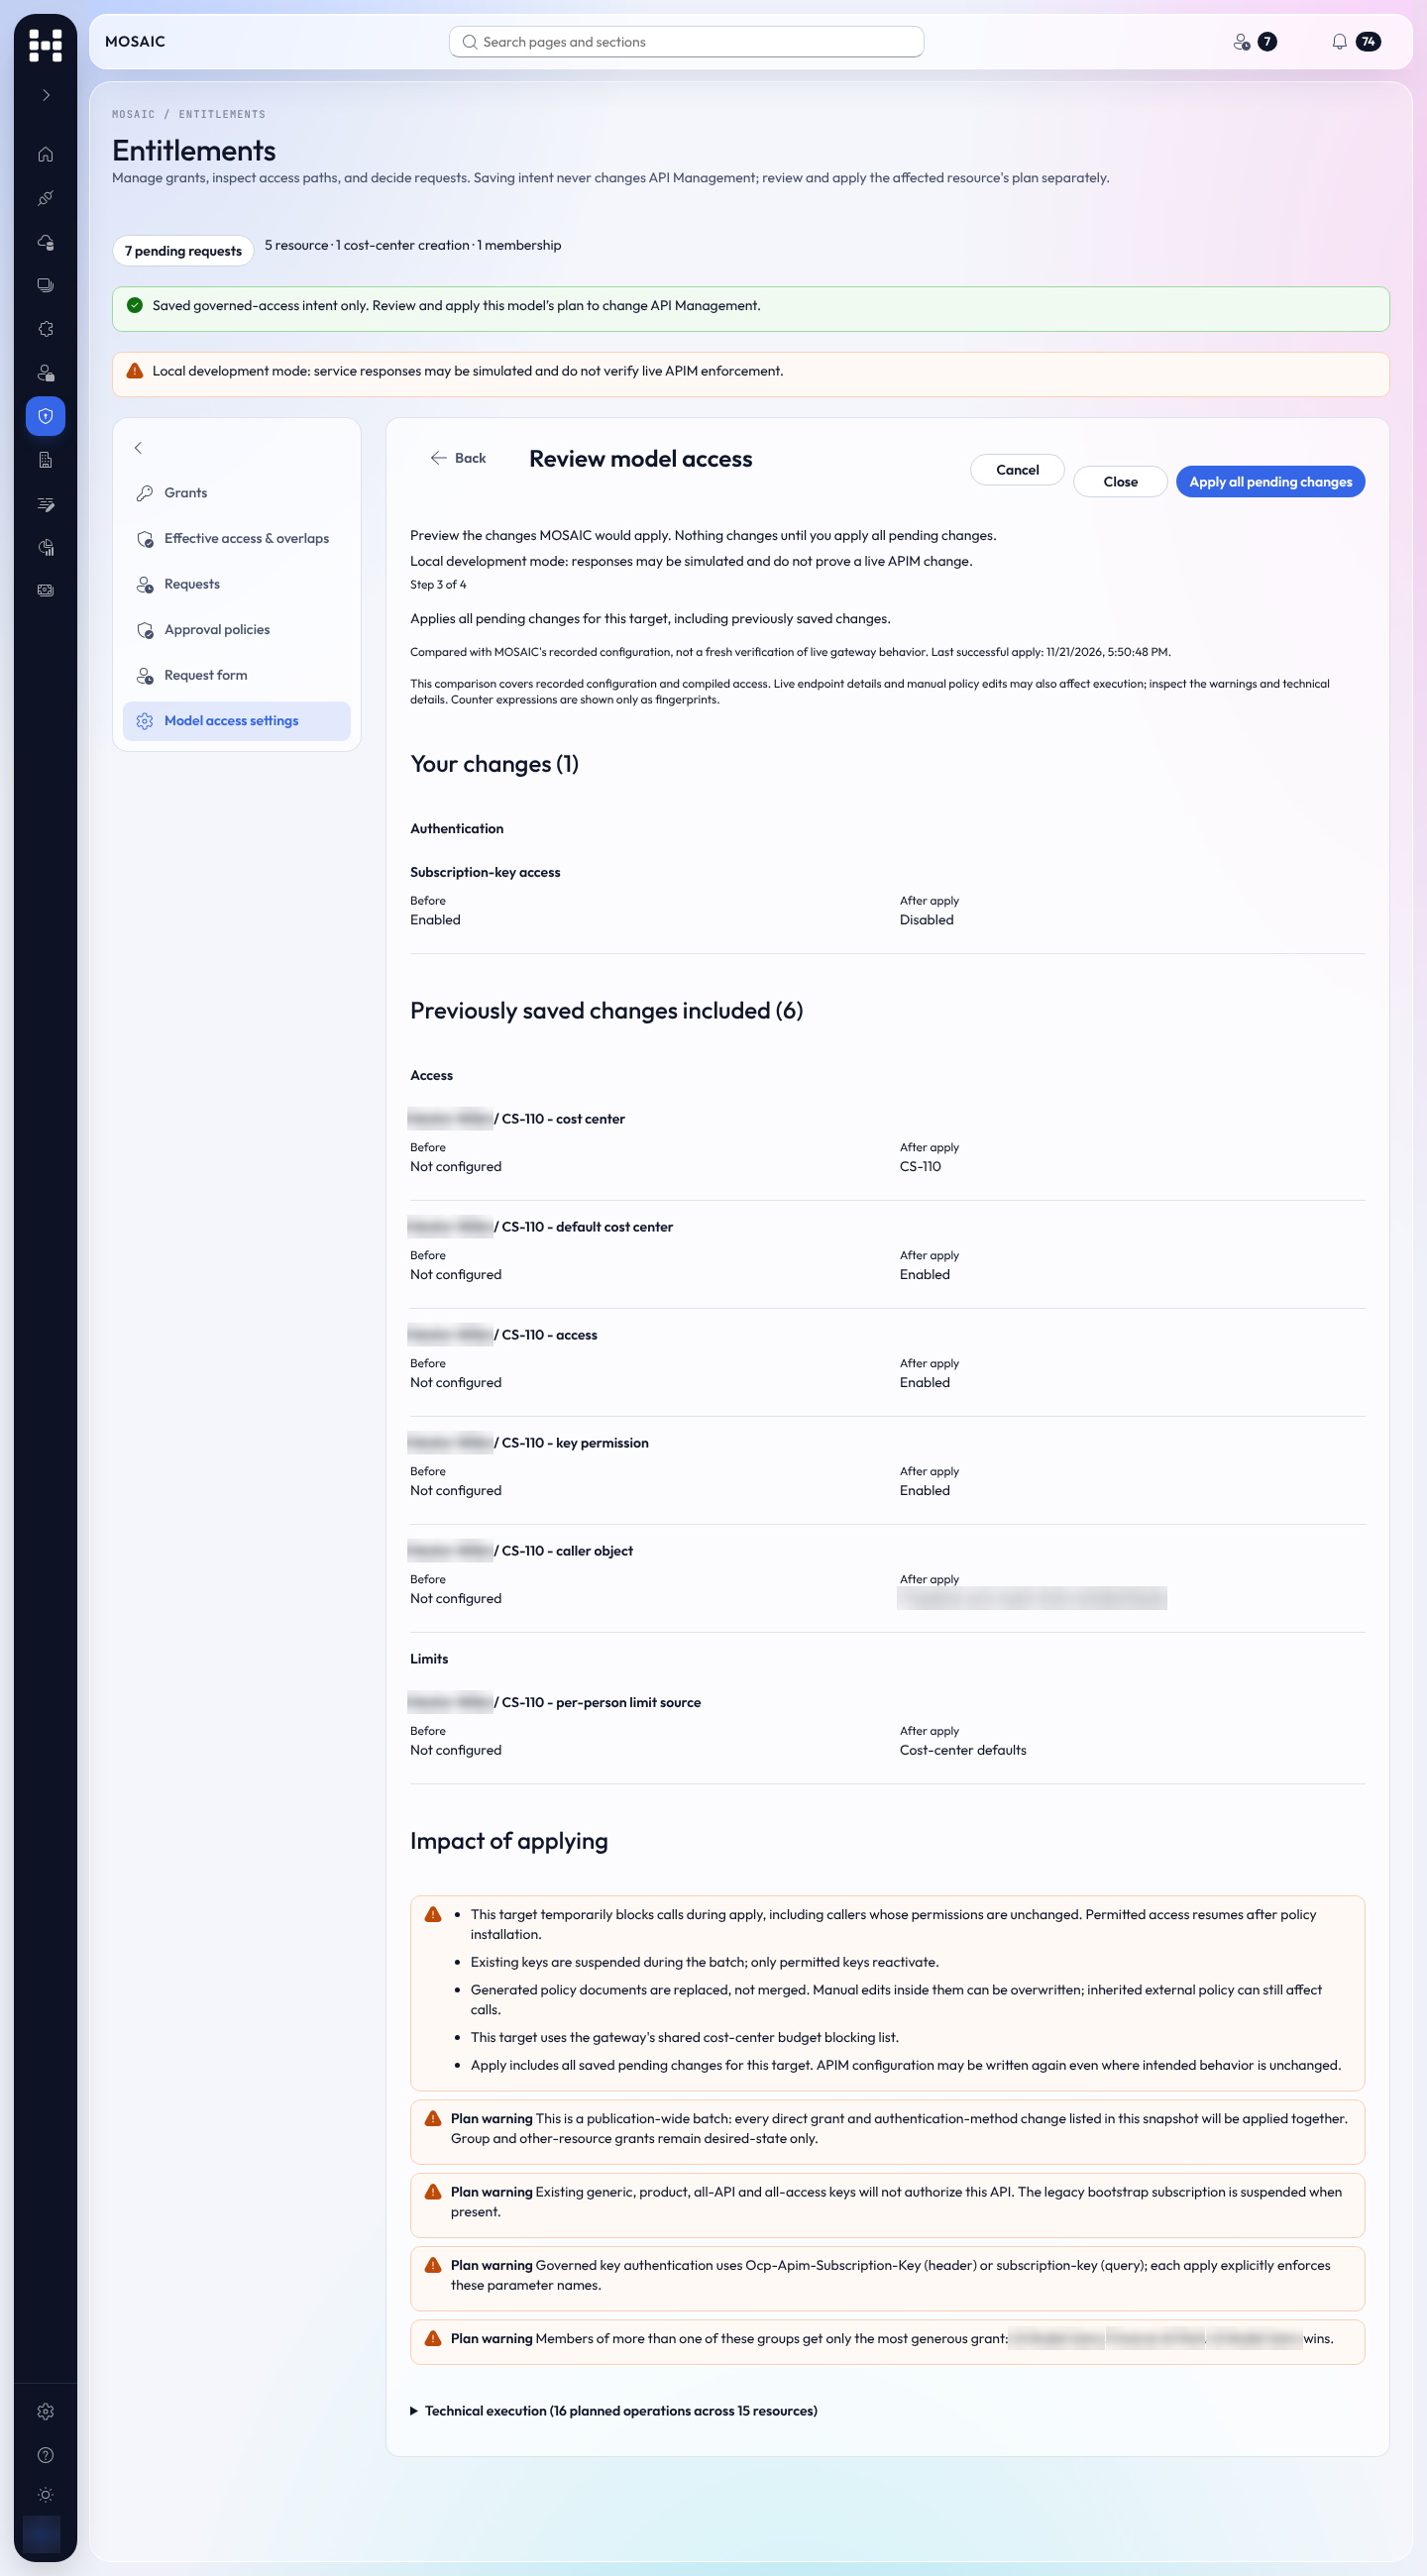 MOSAIC
Search pages and sections
7
74
MOSAIC / ENTITLEMENTS
Entitlements
Manage grants, inspect access paths, and decide requests. Saving intent never changes API Management; review and apply the affected resource's plan separately.
7 pending requests
5 resource · 1 cost-center creation · 1 membership
Saved governed-access intent only. Review and apply this model's plan to change API Management.
Local development mode: service responses may be simulated and do not verify live APIM enforcement.
Grants
Effective access & overlaps
Requests
Approval policies
Request form
Model access settings
Back
Review model access
Cancel
Close
Apply all pending changes
Preview the changes MOSAIC would apply. Nothing changes until you apply all pending changes.
Local development mode: responses may be simulated and do not prove a live APIM change.
Step 3 of 4
Applies all pending changes for this target, including previously saved changes.
Compared with MOSAIC's recorded configuration, not a fresh verification of live gateway behavior. Last successful apply: 11/21/2026, 5:50:48 PM.
This comparison covers recorded configuration and compiled access. Live endpoint details and manual policy edits may also affect execution; inspect the warnings and technical
details. Counter expressions are shown only as fingerprints.
Your changes (1)
Authentication
Subscription-key access
Before
After apply
Enabled
Disabled
Previously saved changes included (6)
Access
/ CS-110 - cost center
Before
After apply
Not configured
CS-110
/ CS-110 - default cost center
Before
After apply
Not configured
Enabled
/ CS-110 - access
Before
After apply
Not configured
Enabled
/ CS-110 - key permission
Before
After apply
Not configured
Enabled
/ CS-110 - caller object
Before
After apply
Not configured
Limits
/ CS-110 - per-person limit source
Before
After apply
Not configured
Cost-center defaults
Impact of applying
• This target temporarily blocks calls during apply, including callers whose permissions are unchanged. Permitted access resumes after policy
installation.
• Existing keys are suspended during the batch; only permitted keys reactivate.
• Generated policy documents are replaced, not merged. Manual edits inside them can be overwritten; inherited external policy can still affect
calls.
• This target uses the gateway's shared cost-center budget blocking list.
• Apply includes all saved pending changes for this target. APIM configuration may be written again even where intended behavior is unchanged.
Plan warning This is a publication-wide batch: every direct grant and authentication-method change listed in this snapshot will be applied together.
Group and other-resource grants remain desired-state only.
Plan warning Existing generic, product, all-API and all-access keys will not authorize this API. The legacy bootstrap subscription is suspended when
present.
Plan warning Governed key authentication uses Ocp-Apim-Subscription-Key (header) or subscription-key (query); each apply explicitly enforces
these parameter names.
Plan warning Members of more than one of these groups get only the most generous grant: wins.
Technical execution (16 planned operations across 15 resources)